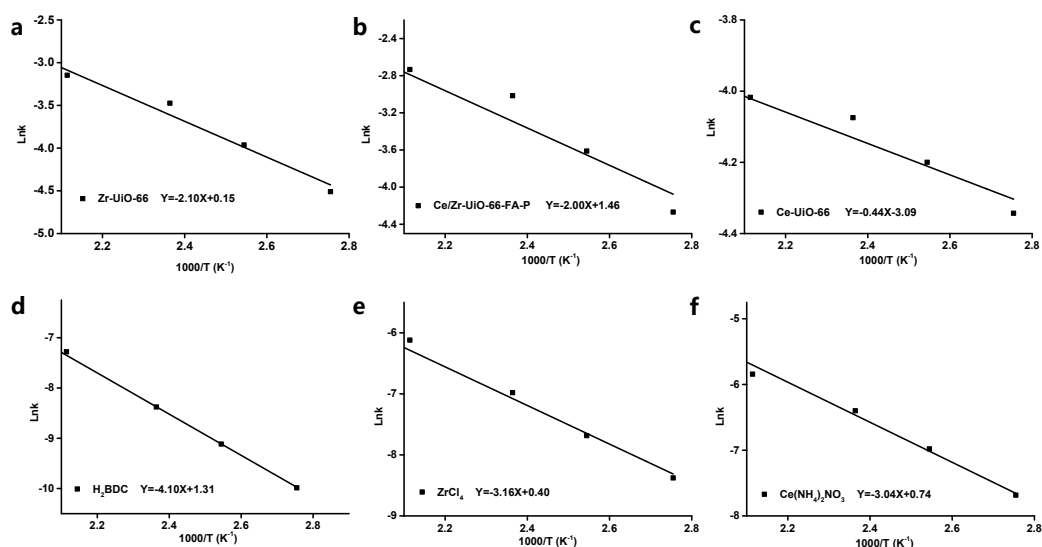 a
-2.5
-3.0
-3.5
-4.0
-4.5
-5.0
Lnk
Zr-UiO-66 Y=-2.10X+0.15
2.2 2.4 2.6 2.8
1000/T (K⁻¹)
b
-2.4
-2.8
-3.2
-3.6
-4.0
-4.4
Lnk
Ce/Zr-UiO-66-FA-P Y=-2.00X+1.46
2.2 2.4 2.6 2.8
1000/T (K⁻¹)
c
-3.8
-4.0
-4.2
-4.4
Lnk
Ce-UiO-66 Y=-0.44X-3.09
2.2 2.4 2.6 2.8
1000/T (K⁻¹)
d
-7
-8
-9
-10
Lnk
H₂BDC Y=-4.10X+1.31
2.2 2.4 2.6 2.8
1000/T (K⁻¹)
e
-6
-7
-8
-9
Lnk
ZrCl₄ Y=-3.16X+0.40
2.2 2.4 2.6 2.8
1000/T (K⁻¹)
f
-5
-6
-7
-8
Lnk
Ce(NH₄)₂NO₃ Y=-3.04X+0.74
2.2 2.4 2.6 2.8
1000/T (K⁻¹)